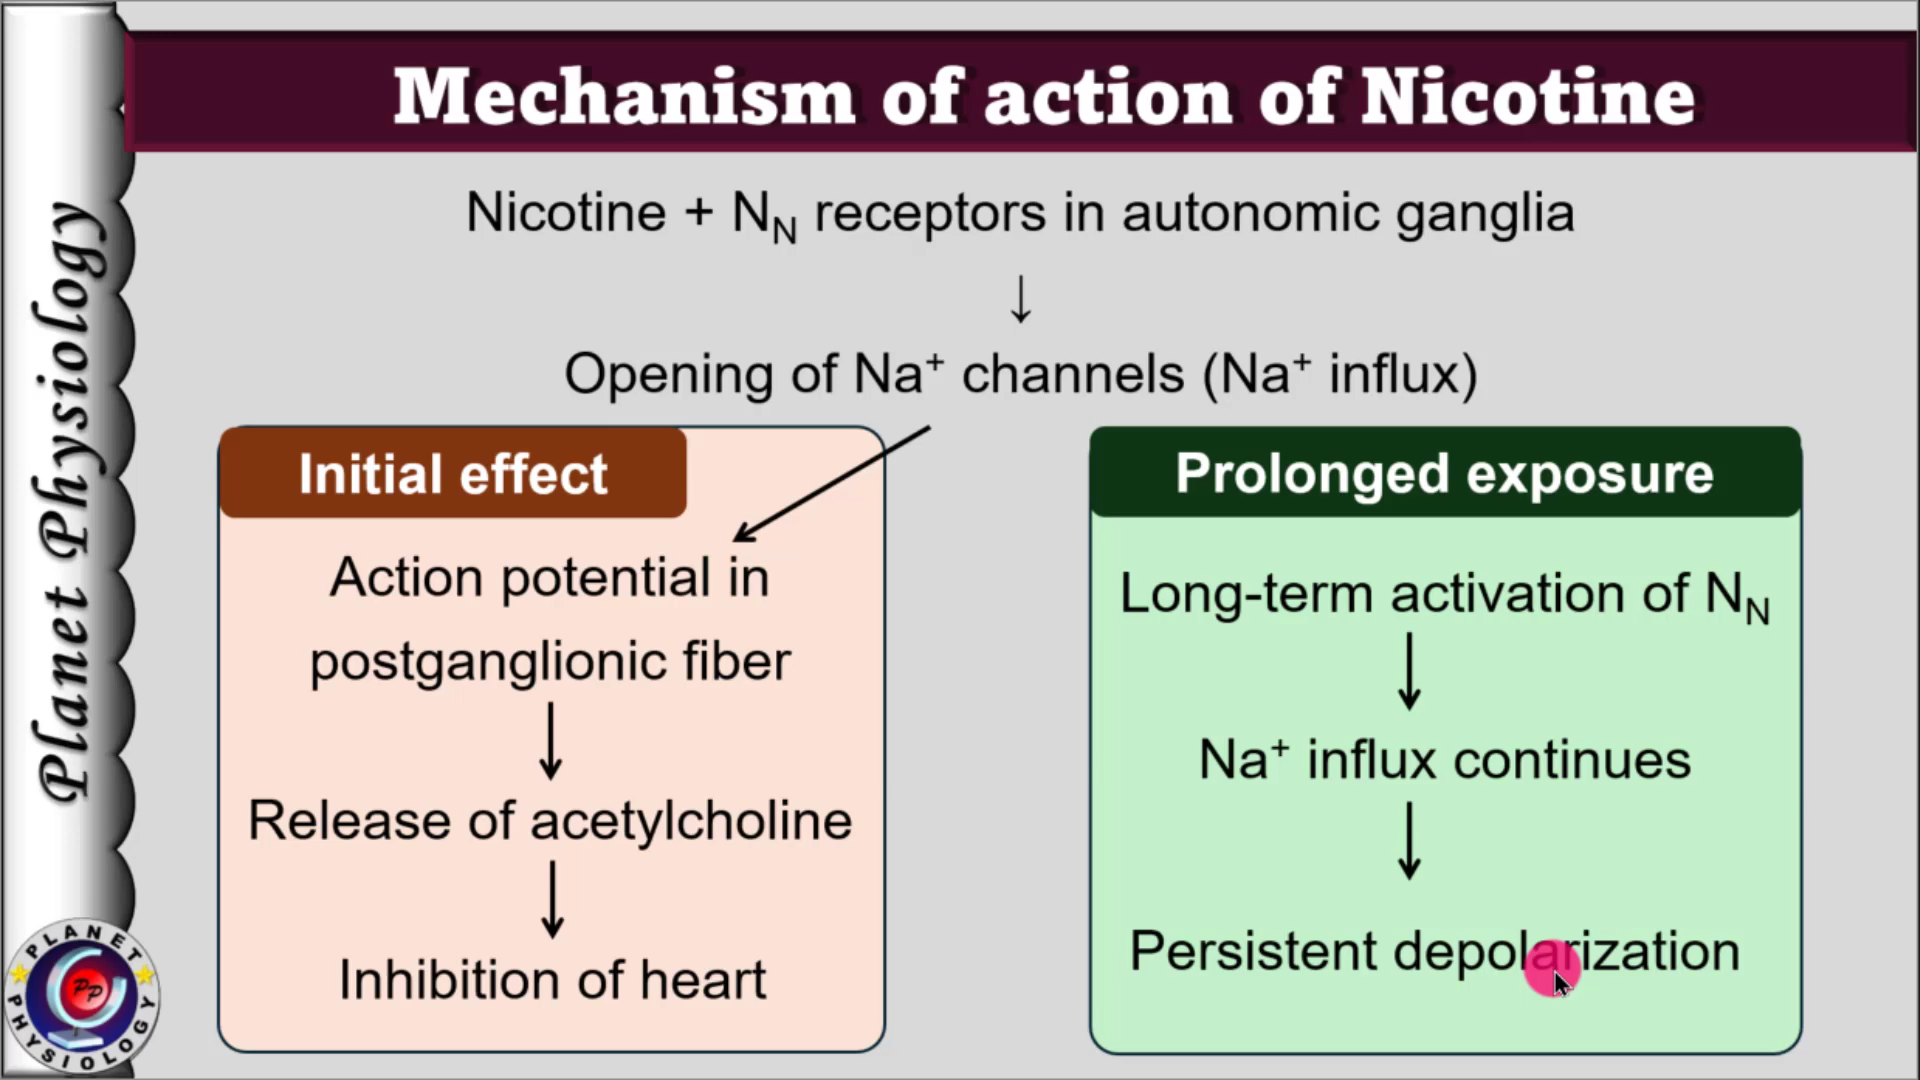 Mechanism of action of Nicotine
Nicotine + N_N receptors in autonomic ganglia
↓
Opening of Na⁺ channels (Na⁺ influx)
Initial effect
Action potential in
postganglionic fiber
Release of acetylcholine
Inhibition of heart
Prolonged exposure
Long-term activation of N_N
Na⁺ influx continues
Persistent depolarization
Planet Physiology
PLANET
PP
PHYSIOLOGY